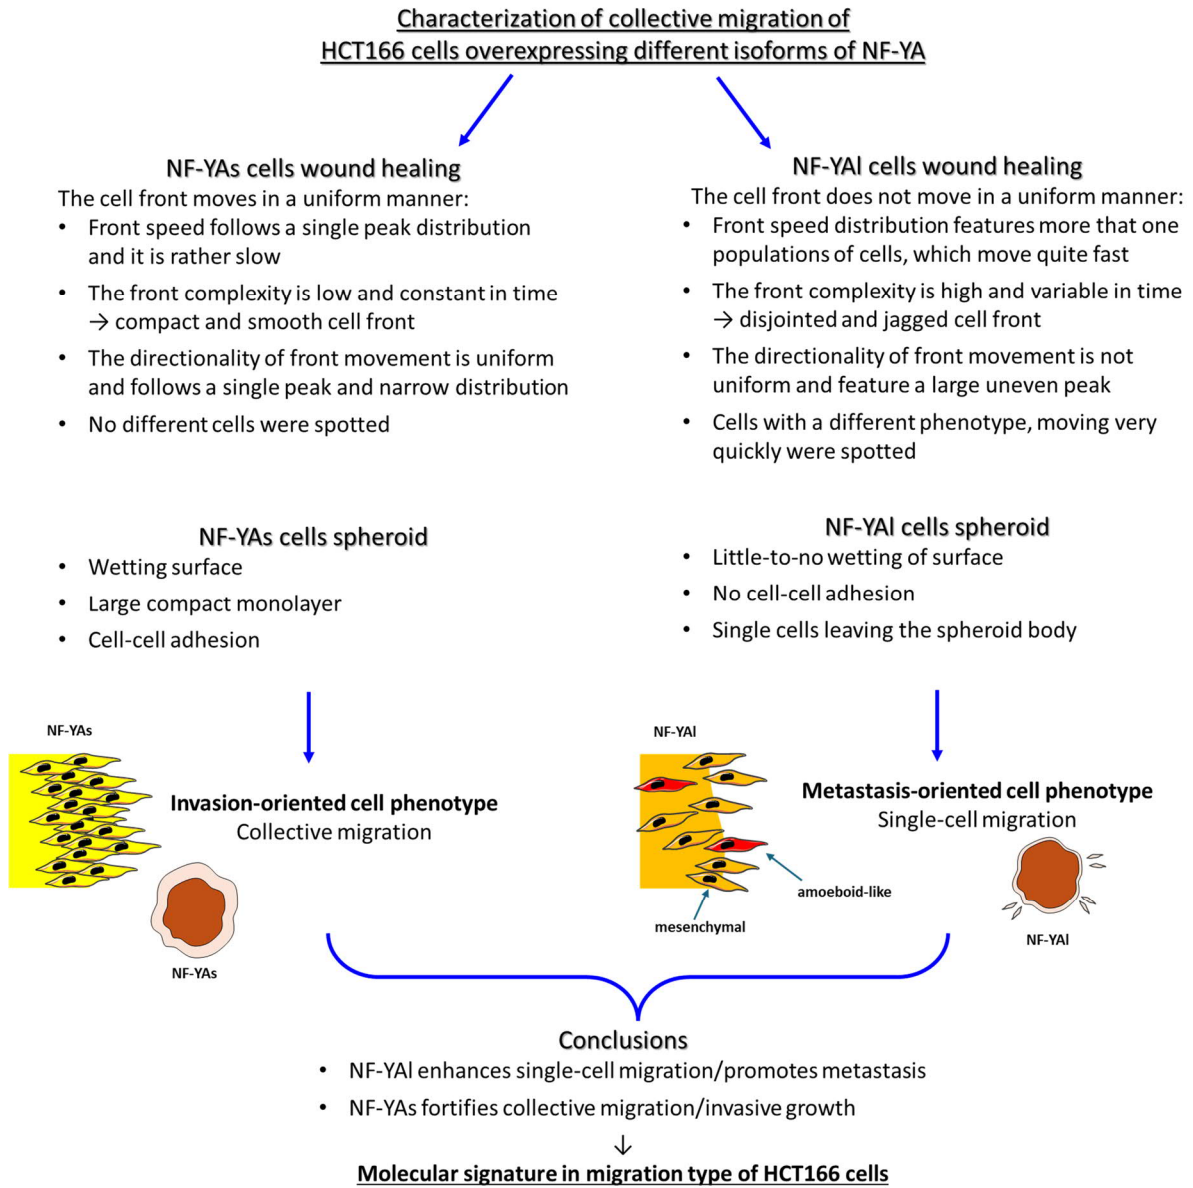 Characterization of collective migration of
HCT166 cells overexpressing different isoforms of NF-YA
NF-YAs cells wound healing
The cell front moves in a uniform manner:
• Front speed follows a single peak distribution
and it is rather slow
• The front complexity is low and constant in time
→ compact and smooth cell front
• The directionality of front movement is uniform
and follows a single peak and narrow distribution
• No different cells were spotted
NF-YAl cells wound healing
The cell front does not move in a uniform manner:
• Front speed distribution features more that one
populations of cells, which move quite fast
• The front complexity is high and variable in time
→ disjointed and jagged cell front
• The directionality of front movement is not
uniform and feature a large uneven peak
• Cells with a different phenotype, moving very
quickly were spotted
NF-YAs cells spheroid
• Wetting surface
• Large compact monolayer
• Cell-cell adhesion
NF-YAl cells spheroid
• Little-to-no wetting of surface
• No cell-cell adhesion
• Single cells leaving the spheroid body
NF-YAs
Invasion-oriented cell phenotype
Collective migration
NF-YAs
NF-YAl
Metastasis-oriented cell phenotype
Single-cell migration
amoeboid-like
mesenchymal
NF-YAl
Conclusions
• NF-YAl enhances single-cell migration/promotes metastasis
• NF-YAs fortifies collective migration/invasive growth
↓
Molecular signature in migration type of HCT166 cells